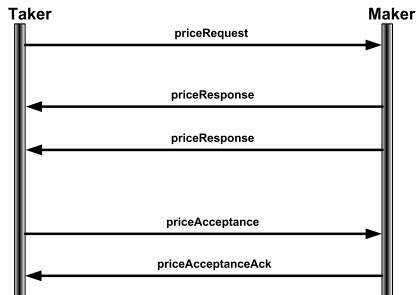 Taker Maker
priceRequest
priceResponse
priceResponse
priceAcceptance
priceAcceptanceAck